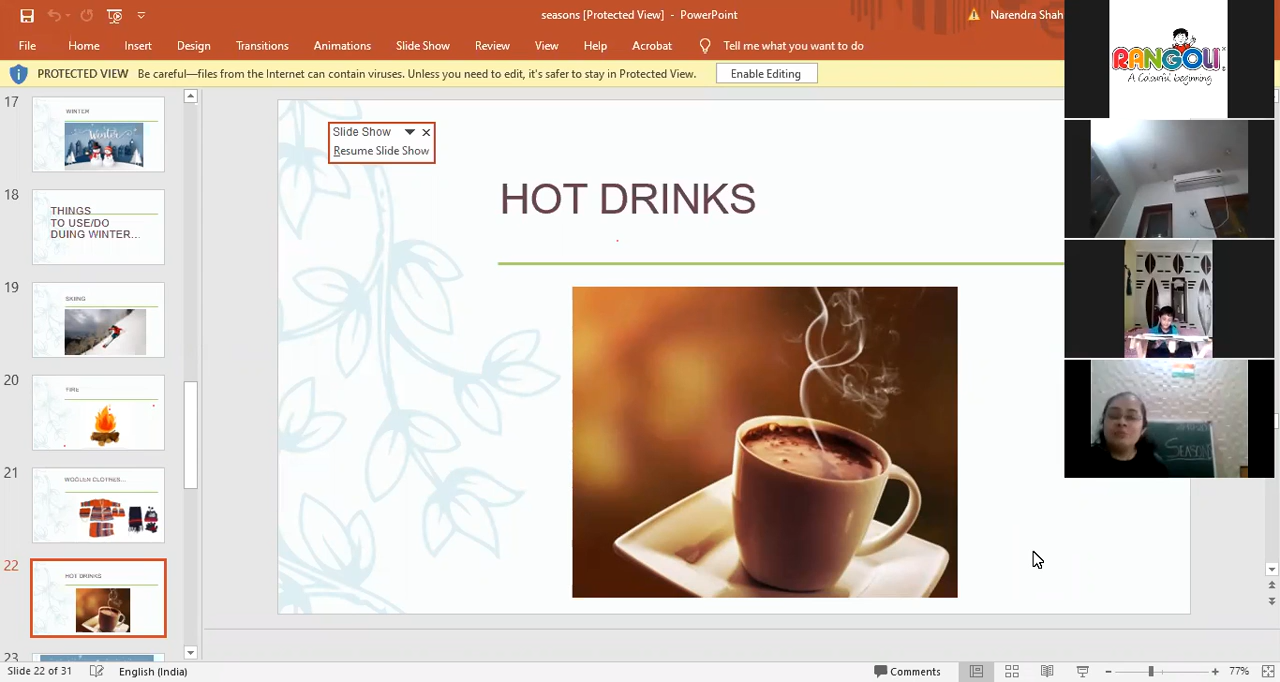 seasons [Protected View] - PowerPoint
Narendra Shah
File Home Insert Design Transitions Animations Slide Show Review View Help Acrobat Tell me what you want to do
PROTECTED VIEW Be careful—files from the Internet can contain viruses. Unless you need to edit, it's safer to stay in Protected View. Enable Editing
RANGOLI
A Colourful beginning
17
WINTER
Winter
18
THINGS
TO USE/DO
DUING WINTER...
19
SKIING
20
FIRE
21
WOOLEN CLOTHES...
22
HOT DRINKS
23
Slide Show
Resume Slide Show
HOT DRINKS
SEASON
Slide 22 of 31 English (India) Comments 77%